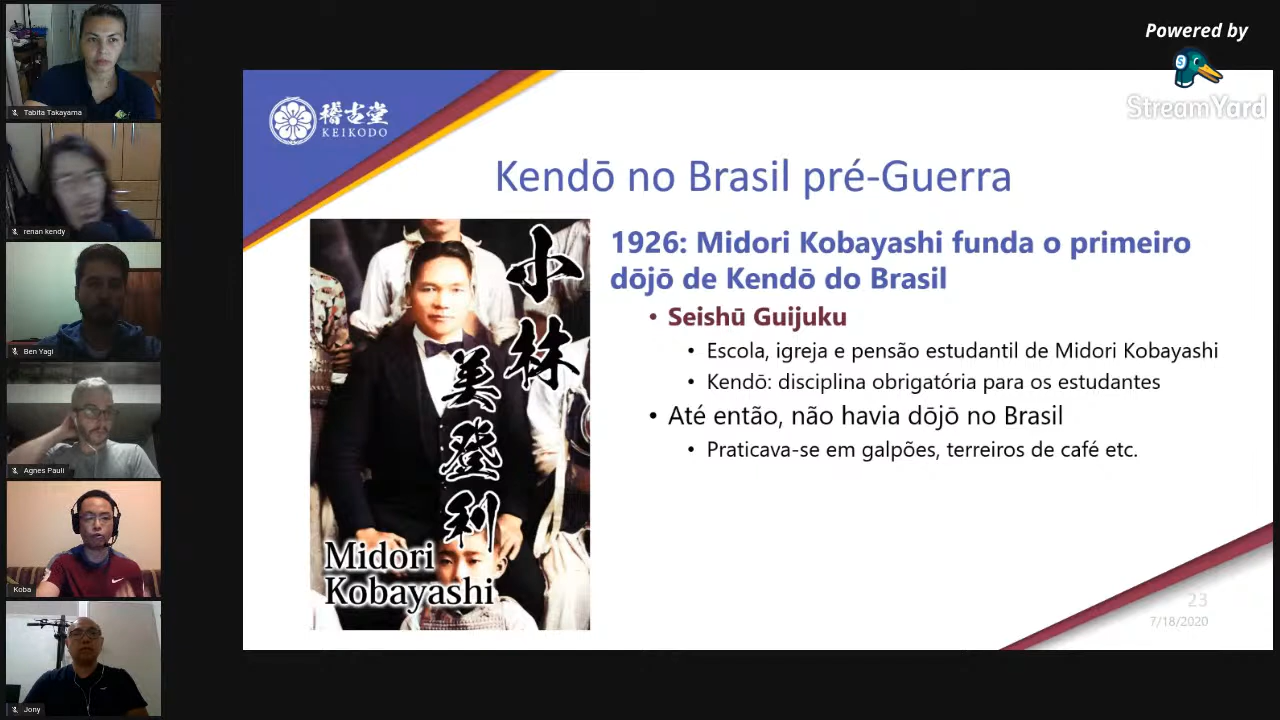 Powered by
StreamYard
Tabita Takayama
renan kendy
Ben Yagi
Agnes Pauli
Koba
Jony
稽古堂
KEIKODO
Kendō no Brasil pré-Guerra
小林
美登利
Midori
Kobayashi
1926: Midori Kobayashi funda o primeiro
dōjō de Kendō do Brasil
• Seishū Guijuku
• Escola, igreja e pensão estudantil de Midori Kobayashi
• Kendō: disciplina obrigatória para os estudantes
• Até então, não havia dōjō no Brasil
• Praticava-se em galpões, terreiros de café etc.
23
7/18/2020